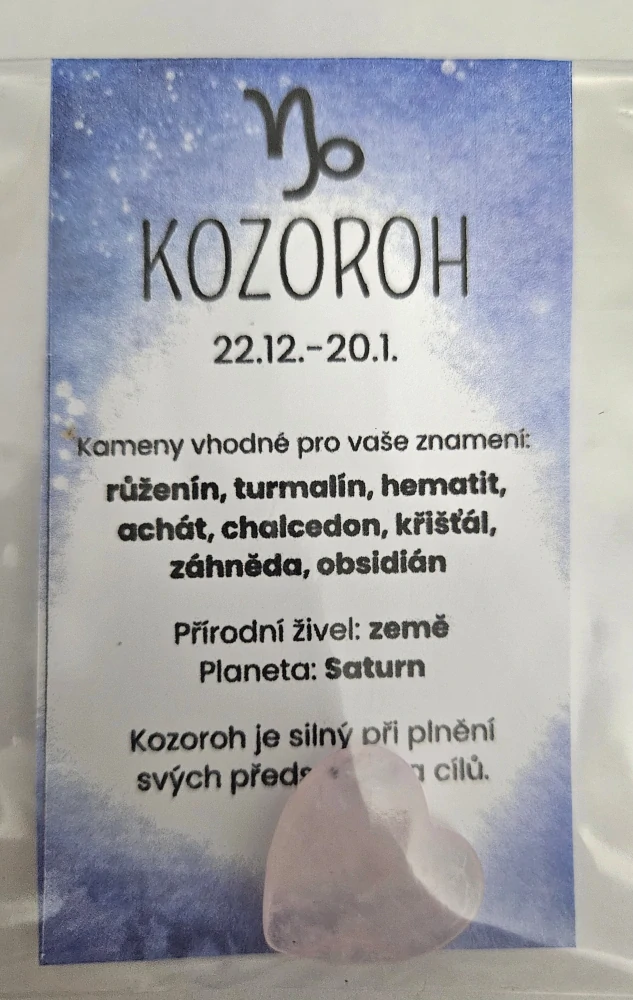 KOZOROH
22.12.-20.1.
Kameny vhodné pro vaše znamení:
růženín, turmalín, hematit,
achát, chalcedon, křišťál,
záhněda, obsidián
Přírodní živel: země
Planeta: Saturn
Kozoroh je silný při plnění
svých cílů.